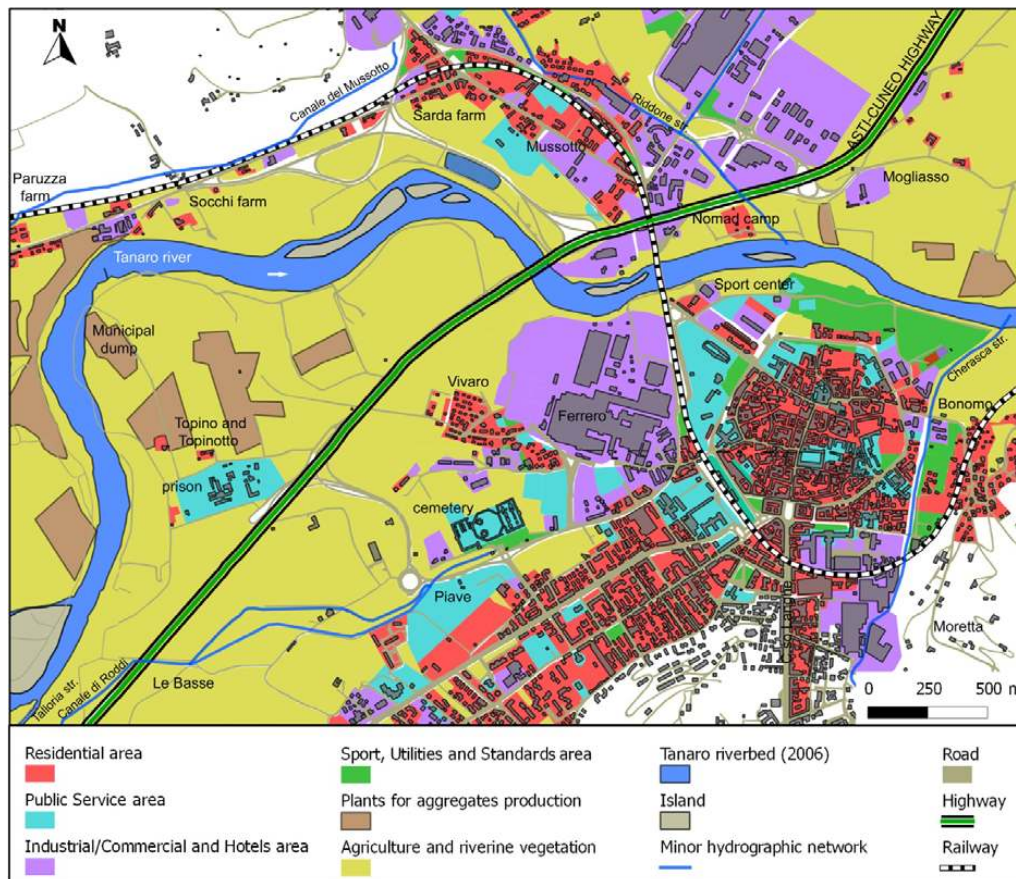 N
Canale del Mussotto
Sarda farm
Riddone str.
ASTI-CUNEO HIGHWAY
Mussotto
Paruzza
farm
Socchi farm
Mogliasso
Nomad camp
Tanaro river
Sport center
Municipal
dump
Cherasca str.
Vivaro
Bonomo
Ferrero
Topino and
Topinotto
prison
cemetery
Piave
Moretta
Le Basse
Talloria str.
Canale di Roddi
0 250 500 m
Residential area
Sport, Utilities and Standards area
Tanaro riverbed (2006)
Road
Public Service area
Plants for aggregates production
Island
Highway
Industrial/Commercial and Hotels area
Agriculture and riverine vegetation
Minor hydrographic network
Railway